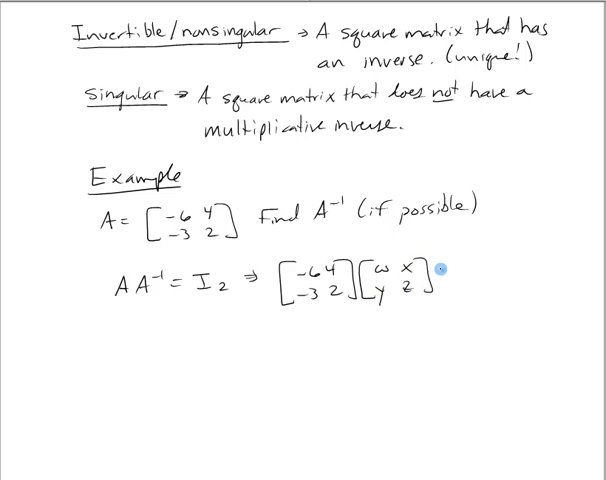 Invertible/nonsingular → A square matrix that has
an inverse. (unique!)
Singular → A square matrix that does not have a
multiplicative inverse.
Example
A = [-6 4
-3 2] Find A⁻¹ (if possible)
A A⁻¹ = I₂ ⇒ [-6 4
-3 2] [w x
y z]